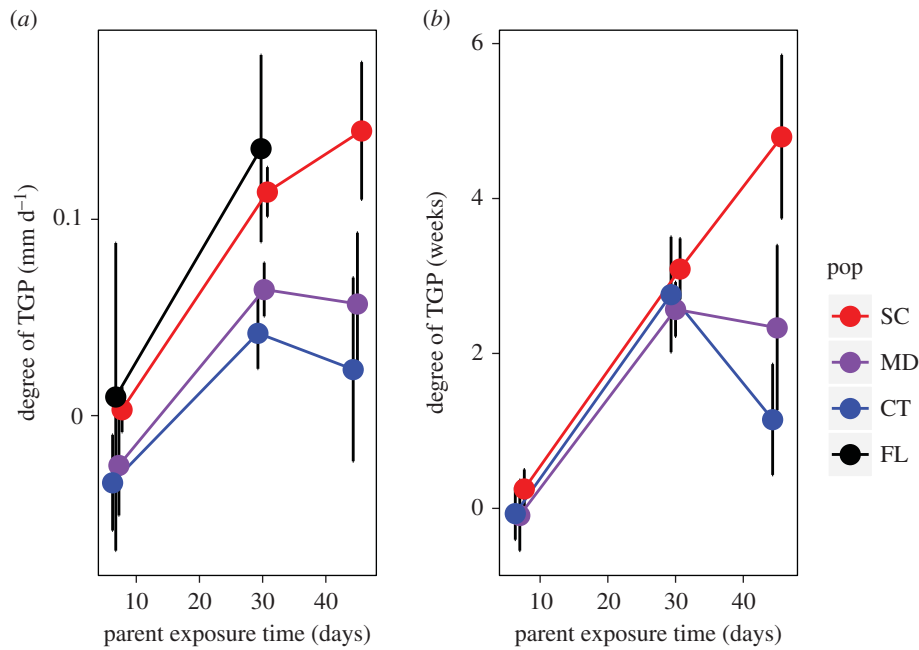 (a)
degree of TGP (mm d⁻¹)
0.1
0
10 20 30 40
parent exposure time (days)
(b)
degree of TGP (weeks)
6
4
2
0
10 20 30 40
parent exposure time (days)
pop
SC
MD
CT
FL